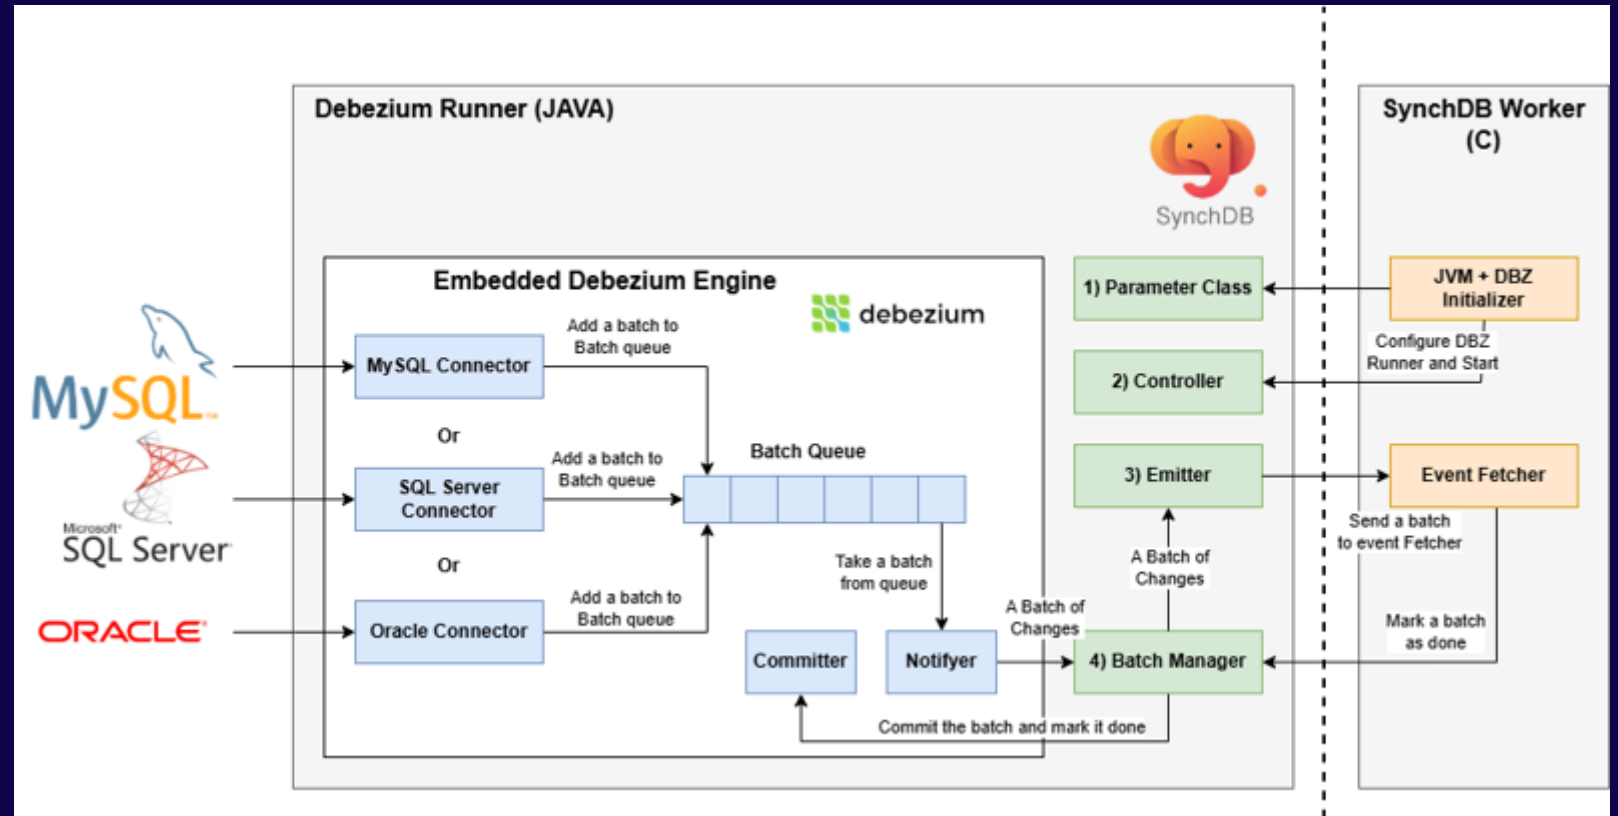 Debezium Runner (JAVA)
SynchDB Worker
(C)
SynchDB
Embedded Debezium Engine
debezium
1) Parameter Class
JVM + DBZ
Initializer
Add a batch to
Batch queue
MySQL Connector
Configure DBZ
Runner and Start
2) Controller
MySQL™
Or
Add a batch to
Batch queue
Batch Queue
3) Emitter
Event Fetcher
SQL Server
Connector
Microsoft®
SQL Server
Send a batch
to event Fetcher
Or
Take a batch
from queue
A Batch of
Changes
Add a batch to
Batch queue
A Batch of
Changes
Mark a batch
as done
ORACLE®
Oracle Connector
Committer
Notifyer
4) Batch Manager
Commit the batch and mark it done